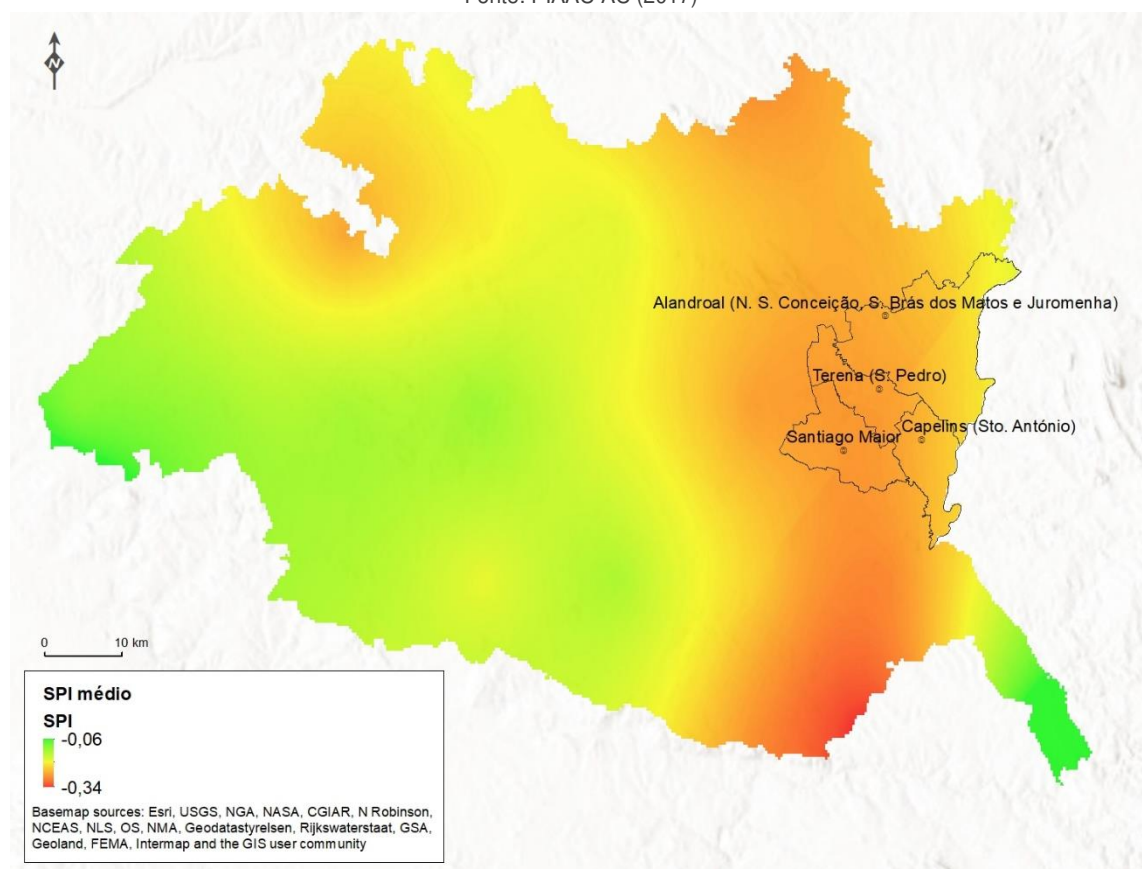 N
Alandroal (N. S. Conceição, S. Brás dos Matos e Juromenha)
Terena (S. Pedro)
Capelins (Sto. António)
Santiago Maior
0 10 km
SPI médio
SPI
-0,06
-0,34
Basemap sources: Esri, USGS, NGA, NASA, CGIAR, N Robinson,
NCEAS, NLS, OS, NMA, Geodatastyrelsen, Rijkswaterstaat, GSA,
Geoland, FEMA, Intermap and the GIS user community